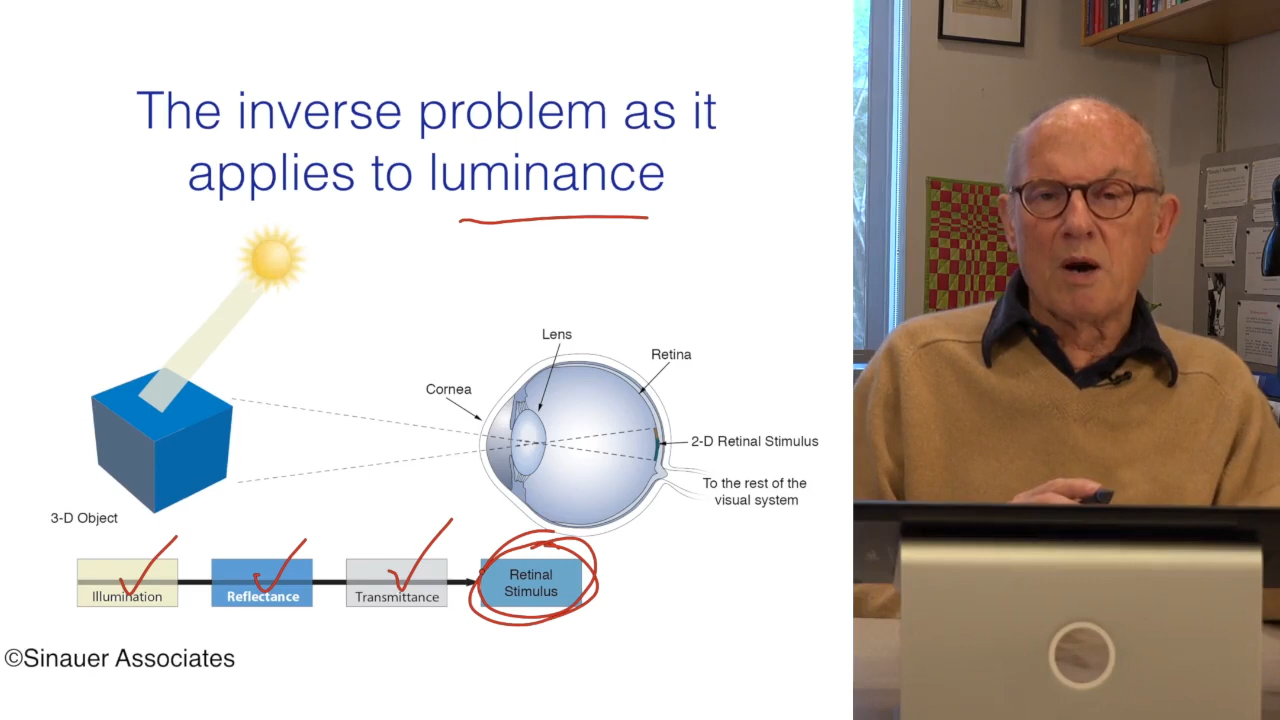 The inverse problem as it
applies to luminance
Lens
Retina
Cornea
2-D Retinal Stimulus
To the rest of the
visual system
3-D Object
Illumination
Reflectance
Transmittance
Retinal
Stimulus
©Sinauer Associates